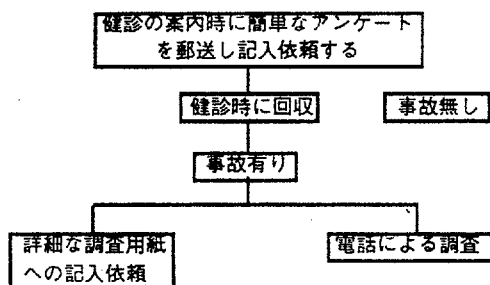 健診の案内時に簡単なアンケート
を郵送し記入依頼する
健診時に回収
事故無し
事故有り
詳細な調査用紙
への記入依頼
電話による調査